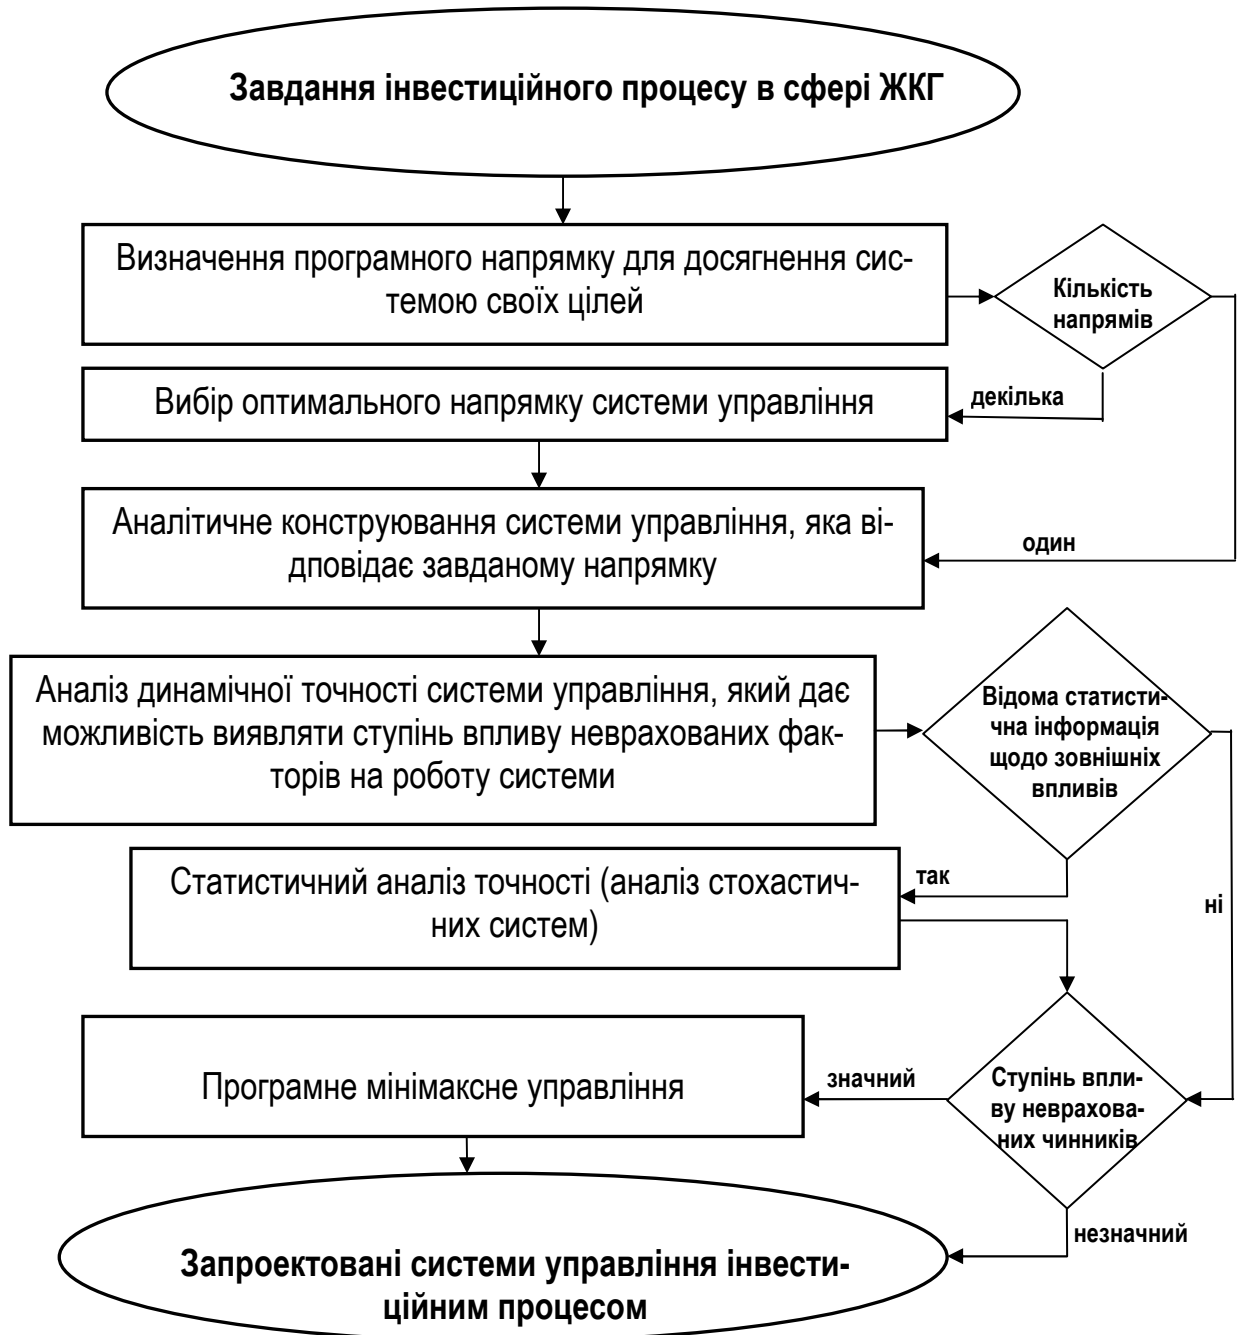 Завдання інвестиційного процесу в сфері ЖКГ
Визначення програмного напрямку для досягнення сис-
темою своїх цілей
Кількість
напрямів
Вибір оптимального напрямку системи управління
декілька
Аналітичне конструювання системи управління, яка ві-
дповідає завданому напрямку
один
Аналіз динамічної точності системи управління, який дає
можливість виявляти ступінь впливу неврахованих фак-
торів на роботу системи
Відома статисти-
чна інформація
щодо зовнішніх
впливів
Статистичний аналіз точності (аналіз стохастич-
них систем)
так
ні
Програмне мінімаксне управління
значний
Ступінь впли-
ву неврахова-
них чинників
незначний
Запроектовані системи управління інвести-
ційним процесом